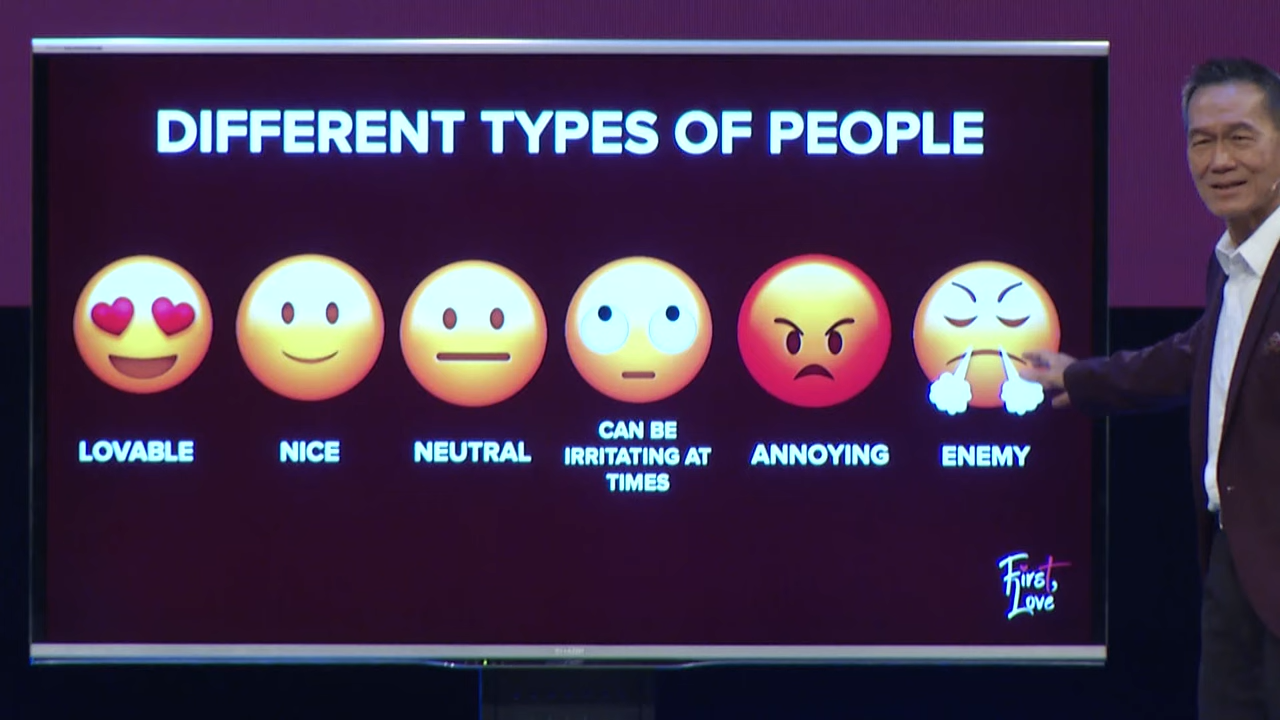 DIFFERENT TYPES OF PEOPLE
LOVABLE
NICE
NEUTRAL
CAN BE
IRRITATING AT
TIMES
ANNOYING
ENEMY
First,
Love